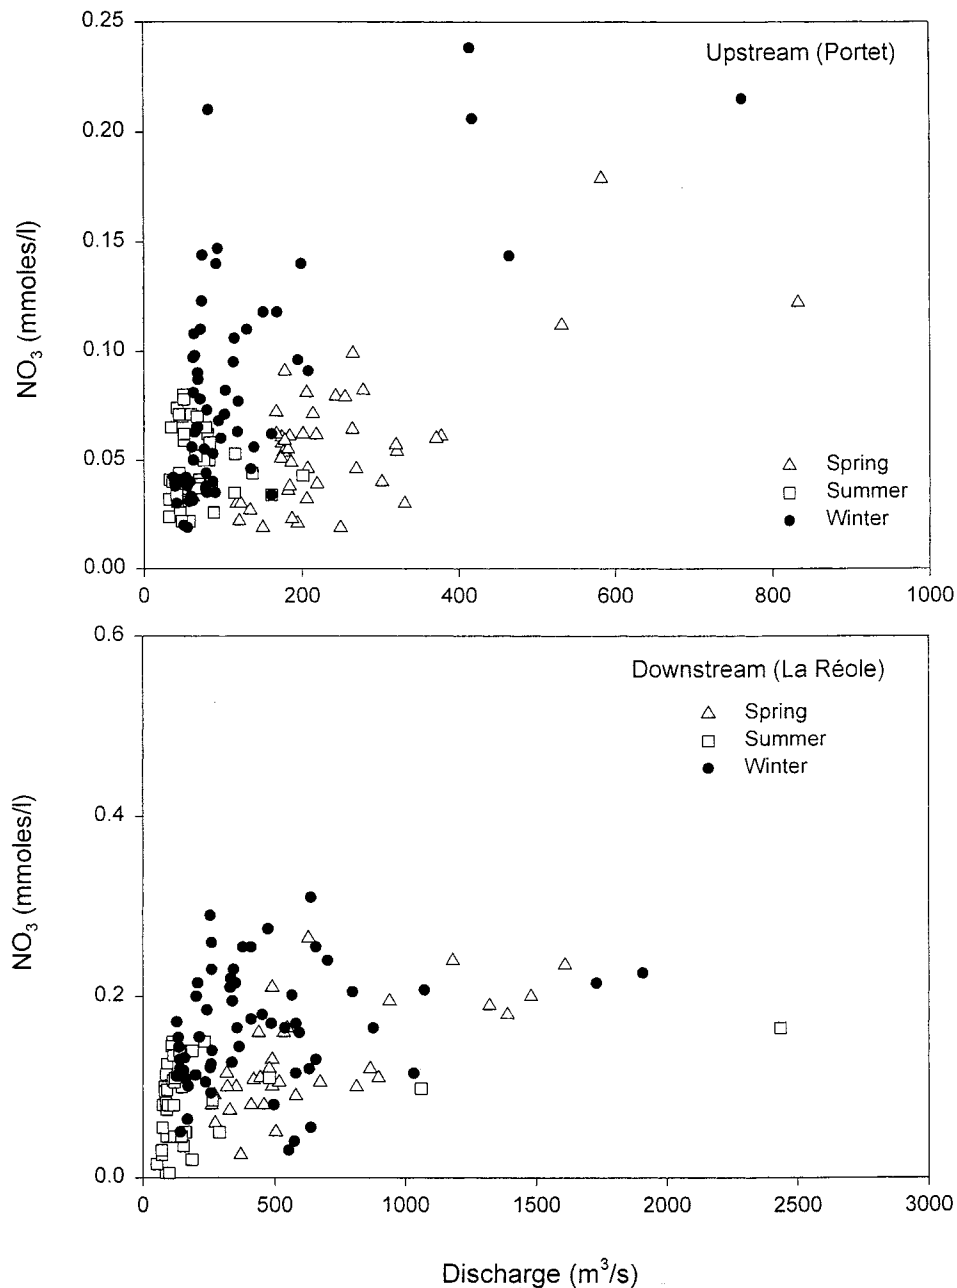 Upstream (Portet)
NO3 (mmoles/l)
0.25
0.20
0.15
0.10
0.05
0.00
Spring
Summer
Winter
0 200 400 600 800 1000
Downstream (La Réole)
Spring
Summer
Winter
NO3 (mmoles/l)
0.6
0.4
0.2
0.0
0 500 1000 1500 2000 2500 3000
Discharge (m3/s)